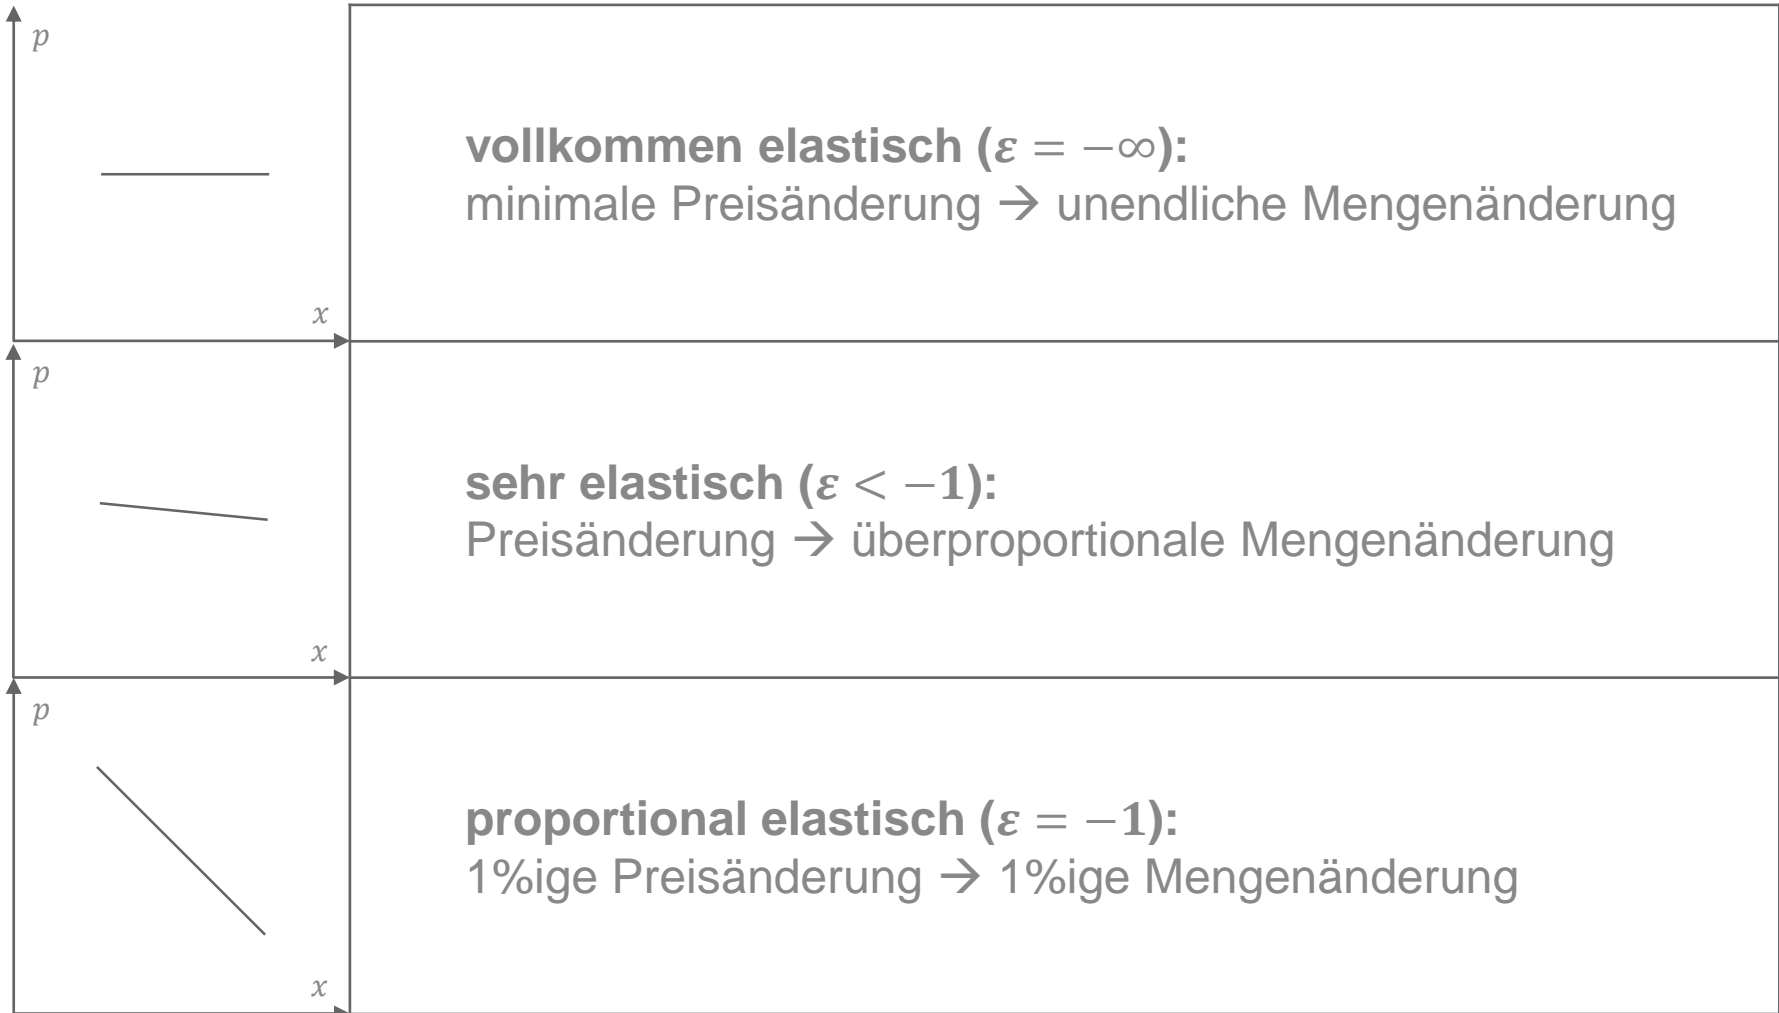 p
vollkommen elastisch (ε = −∞):
minimale Preisänderung → unendliche Mengenänderung
x
p
sehr elastisch (ε < −1):
Preisänderung → überproportionale Mengenänderung
x
p
proportional elastisch (ε = −1):
1%ige Preisänderung → 1%ige Mengenänderung
x